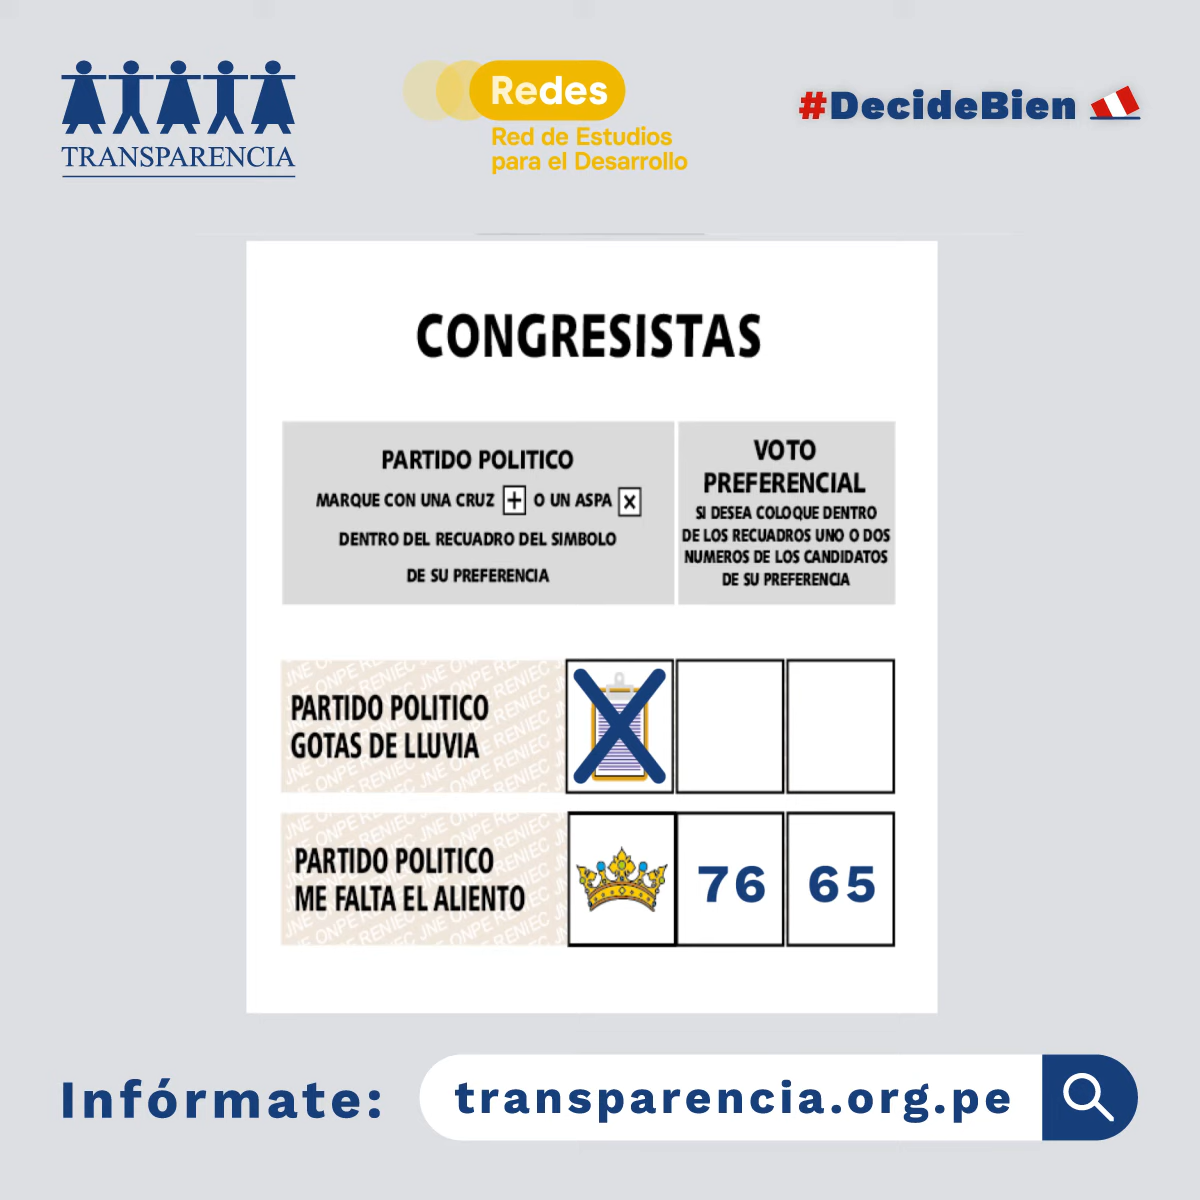 TRANSPARENCIA
Redes
Red de Estudios
para el Desarrollo
#DecideBien
CONGRESISTAS
PARTIDO POLITICO
MARQUE CON UNA CRUZ + O UN ASPA X
DENTRO DEL RECUADRO DEL SIMBOLO
DE SU PREFERENCIA
VOTO
PREFERENCIAL
SI DESEA COLOQUE DENTRO
DE LOS RECUADROS UNO O DOS
NUMEROS DE LOS CANDIDATOS
DE SU PREFERENCIA
JNE ONPE RENIEC
PARTIDO POLITICO
GOTAS DE LLUVIA
PARTIDO POLITICO
ME FALTA EL ALIENTO
76 65
Infórmate: transparencia.org.pe